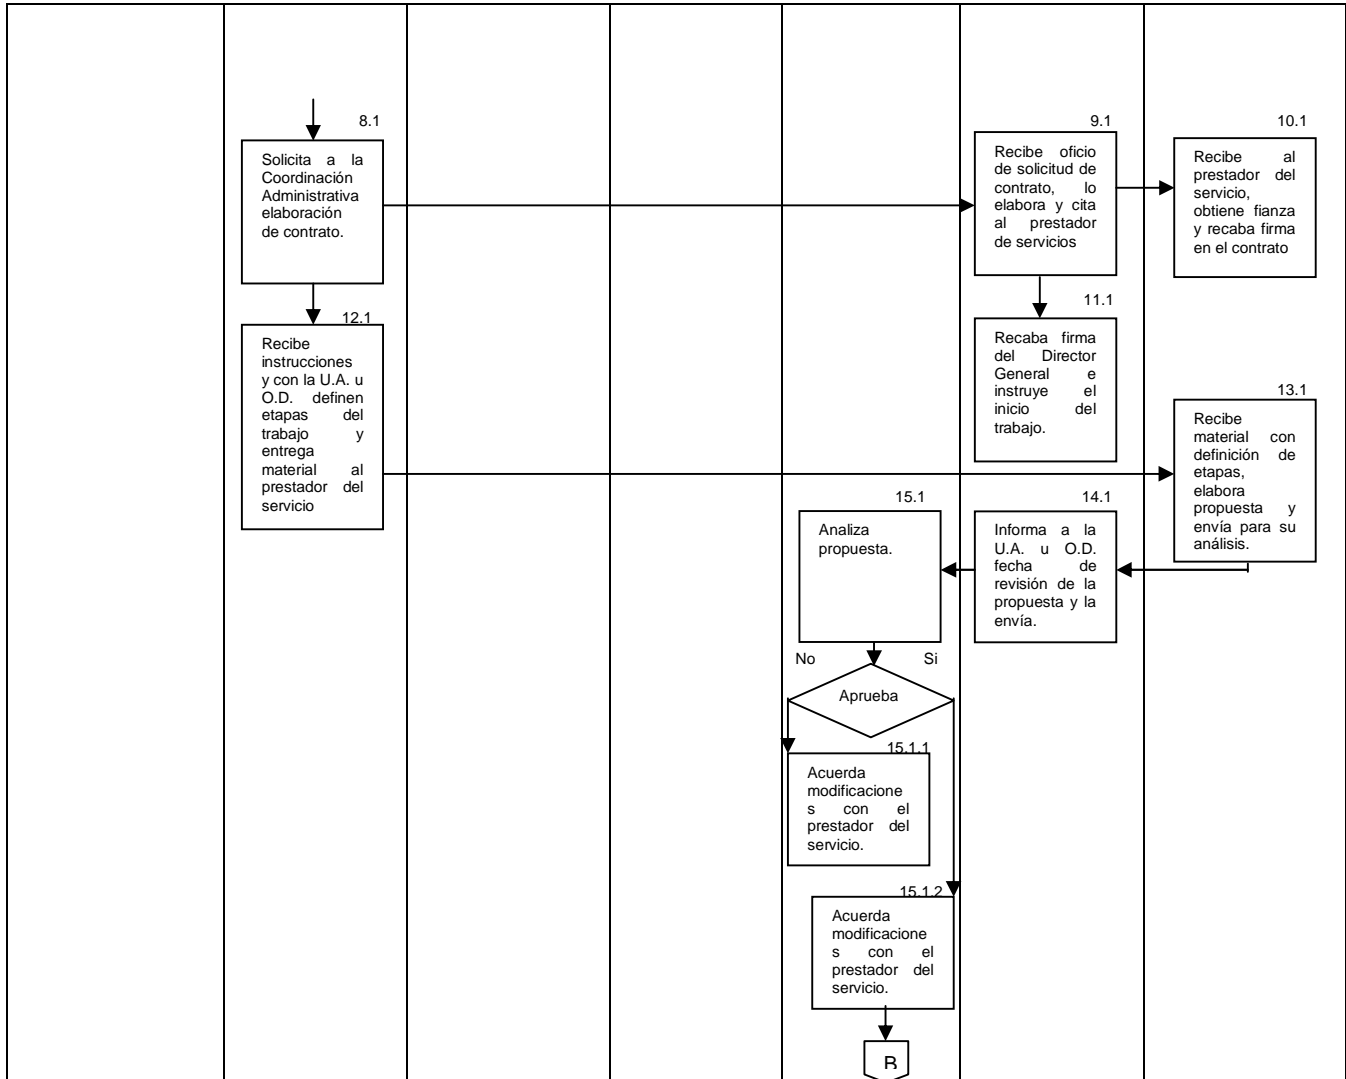 8.1
Solicita a la
Coordinación
Administrativa
elaboración
de contrato.
9.1
Recibe oficio
de solicitud de
contrato, lo
elabora y cita
al prestador
de servicios
10.1
Recibe al
prestador del
servicio,
obtiene fianza
y recaba firma
en el contrato
11.1
Recaba firma
del Director
General e
instruye el
inicio del
trabajo.
12.1
Recibe
instrucciones
y con la U.A. u
O.D. definen
etapas del
trabajo y
entrega
material al
prestador del
servicio
13.1
Recibe
material con
definición de
etapas,
elabora
propuesta y
envía para su
análisis.
14.1
Informa a la
U.A. u O.D.
fecha de
revisión de la
propuesta y la
envía.
15.1
Analiza
propuesta.
No Si
Aprueba
15.1.1
Acuerda
modificacione
s con el
prestador del
servicio.
15.1.2
Acuerda
modificacione
s con el
prestador del
servicio.
B